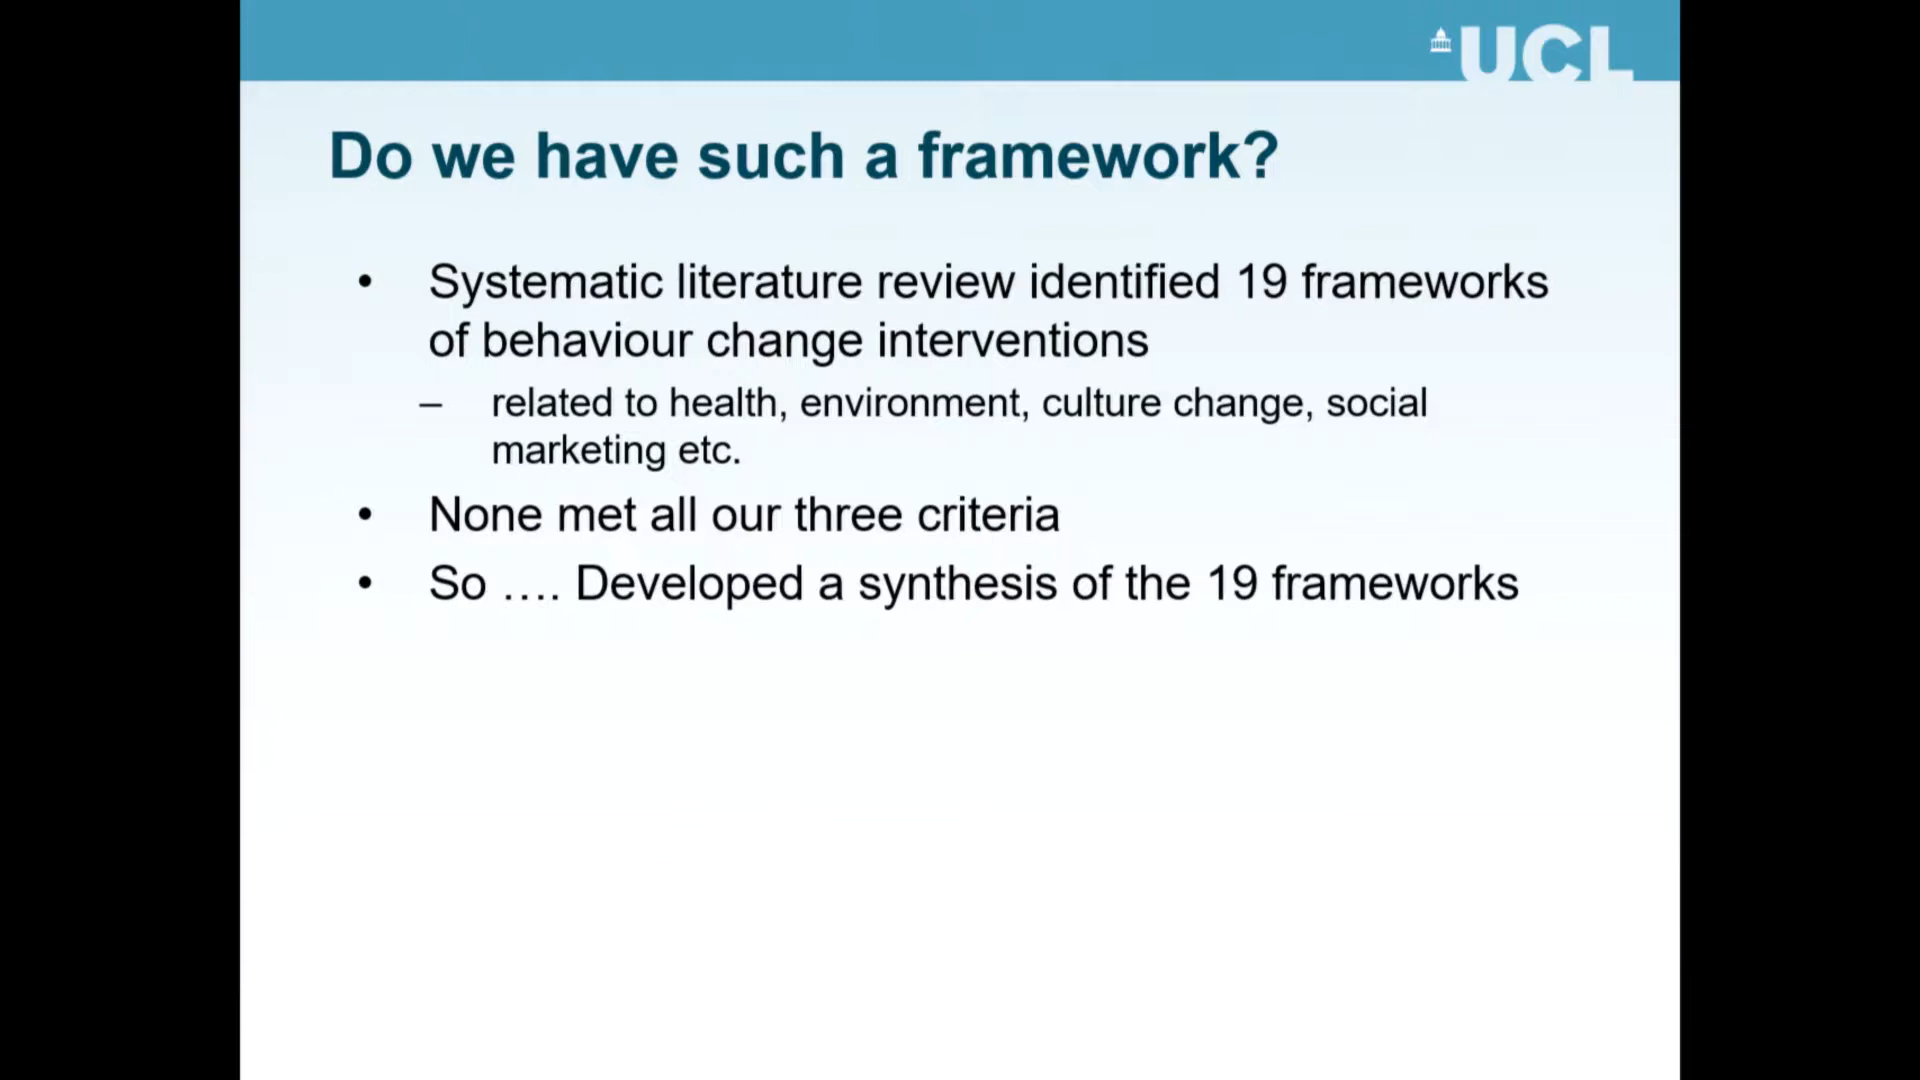 UCL
Do we have such a framework?
• Systematic literature review identified 19 frameworks
of behaviour change interventions
– related to health, environment, culture change, social
marketing etc.
• None met all our three criteria
• So .... Developed a synthesis of the 19 frameworks